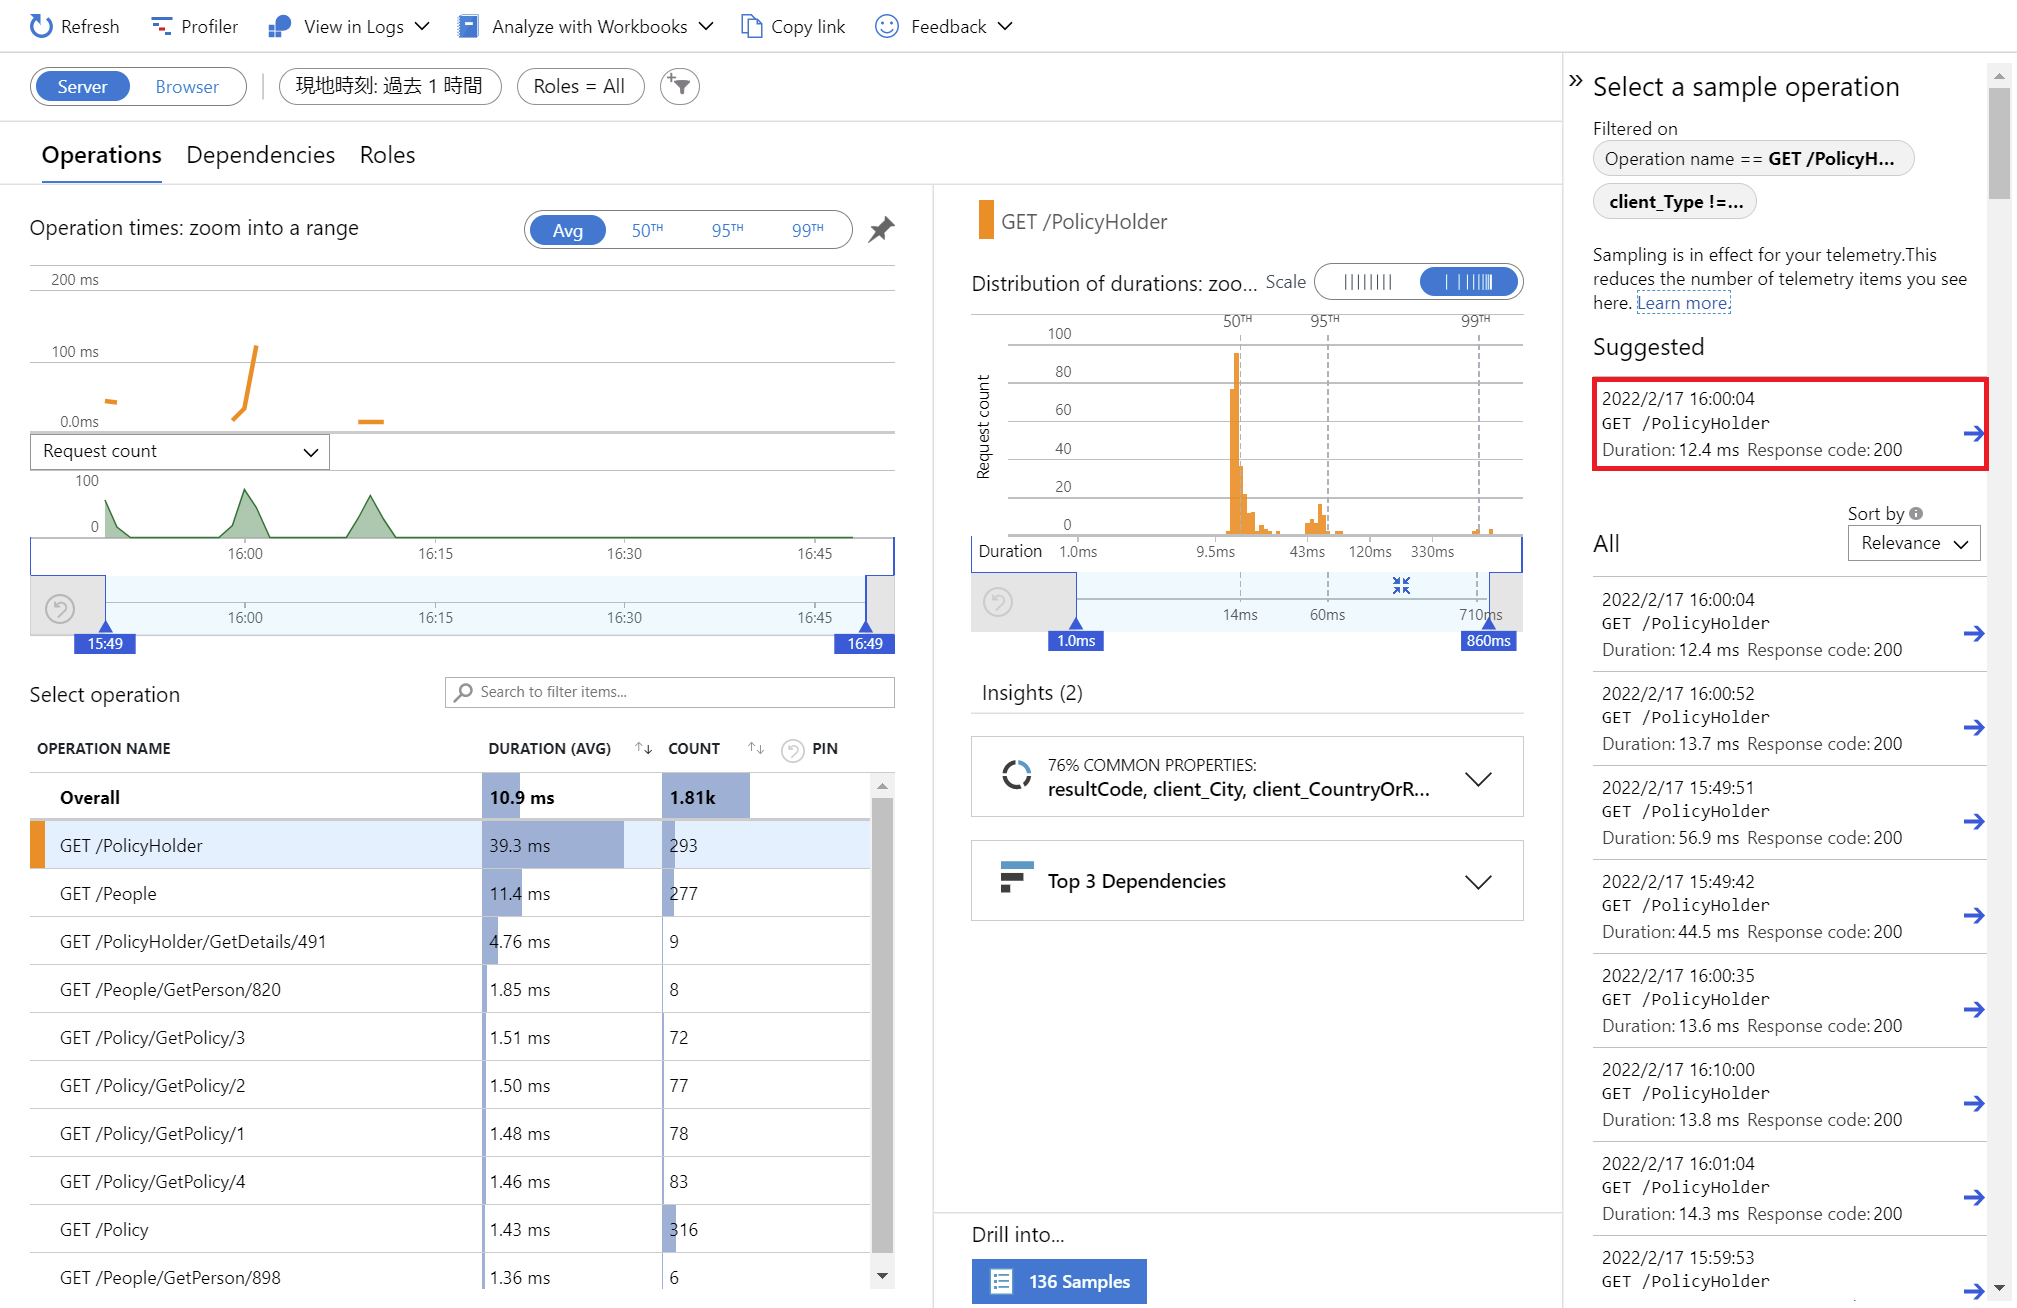 Refresh
Profiler
View in Logs
Analyze with Workbooks
Copy link
Feedback
Server
Browser
現地時刻: 過去 1 時間
Roles = All
Operations
Dependencies
Roles
Operation times: zoom into a range
Avg
50TH
95TH
99TH
200 ms
100 ms
0.0ms
Request count
100
0
16:00
16:15
16:30
16:45
16:00
16:15
16:30
16:45
15:49
16:49
Select operation
Search to filter items...
OPERATION NAME
DURATION (AVG)
COUNT
PIN
Overall 10.9 ms 1.81k
GET /PolicyHolder 39.3 ms 293
GET /People 11.4 ms 277
GET /PolicyHolder/GetDetails/491 4.76 ms 9
GET /People/GetPerson/820 1.85 ms 8
GET /Policy/GetPolicy/3 1.51 ms 72
GET /Policy/GetPolicy/2 1.50 ms 77
GET /Policy/GetPolicy/1 1.48 ms 78
GET /Policy/GetPolicy/4 1.46 ms 83
GET /Policy 1.43 ms 316
GET /People/GetPerson/898 1.36 ms 6
GET /PolicyHolder
Distribution of durations: zoo...
Scale
50TH
95TH
99TH
Request count
100
80
60
40
20
0
Duration
1.0ms
9.5ms
43ms
120ms
330ms
14ms
60ms
710ms
1.0ms
860ms
Insights (2)
76% COMMON PROPERTIES:
resultCode, client_City, client_CountryOrR...
Top 3 Dependencies
Drill into...
136 Samples
Select a sample operation
Filtered on
Operation name == GET /PolicyH...
client_Type !=...
Sampling is in effect for your telemetry.This
reduces the number of telemetry items you see
here. Learn more.
Suggested
2022/2/17 16:00:04
GET /PolicyHolder
Duration: 12.4 ms Response code: 200
Sort by
All
Relevance
2022/2/17 16:00:04
GET /PolicyHolder
Duration: 12.4 ms Response code: 200
2022/2/17 16:00:52
GET /PolicyHolder
Duration: 13.7 ms Response code: 200
2022/2/17 15:49:51
GET /PolicyHolder
Duration: 56.9 ms Response code: 200
2022/2/17 15:49:42
GET /PolicyHolder
Duration: 44.5 ms Response code: 200
2022/2/17 16:00:35
GET /PolicyHolder
Duration: 13.6 ms Response code: 200
2022/2/17 16:10:00
GET /PolicyHolder
Duration: 13.8 ms Response code: 200
2022/2/17 16:01:04
GET /PolicyHolder
Duration: 14.3 ms Response code: 200
2022/2/17 15:59:53
GET /PolicyHolder